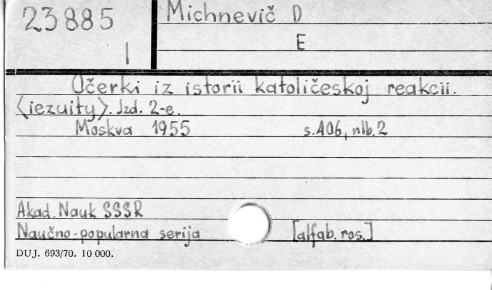 23885
I
Michnevič D
E
Očerki iz istorii katoličeskoj reakcii.
<iezuity>. Izd. 2-e.
Moskva 1955 s.406, nlb.2
Akad. Nauk SSSR
Naučno-popularna serija [alfab. ros.]
DUJ. 693/70. 10 000.